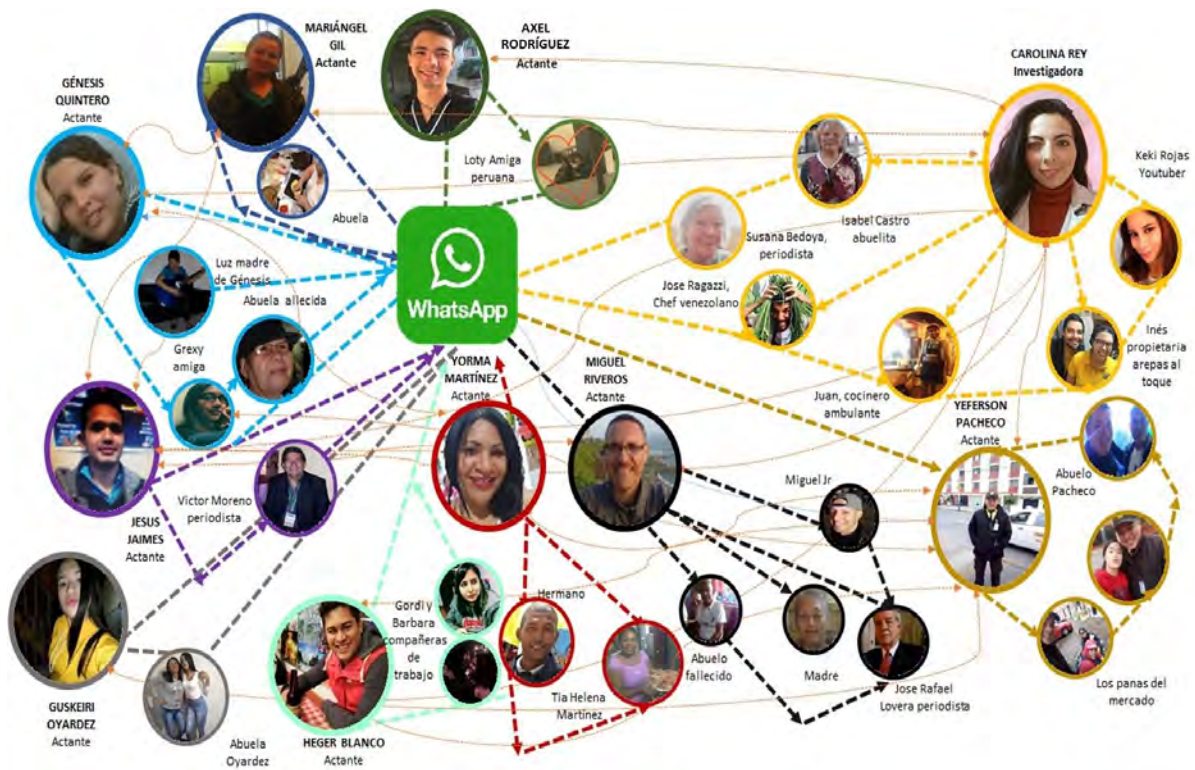 MARIÁNGEL
GIL
Actante
AXEL
RODRÍGUEZ
Actante
CAROLINA REY
Investigadora
GÉNESIS
QUINTERO
Actante
Loty Amiga
peruana
Keki Rojas
Youtuber
Abuela
Isabel Castro
abuelita
Susana Bedoya,
periodista
Luz madre
de Génesis
Jose Ragazzi,
Chef venezolano
WhatsApp
Abuela allecida
Inés
propietaria
arepas al
toque
Grexy
amiga
YORMA
MARTÍNEZ
Actante
MIGUEL
RIVEROS
Actante
Juan, cocinero
ambulante
YEFERSON
PACHECO
Actante
Abuelo
Pacheco
Miguel Jr
Victor Moreno
periodista
JESUS
JAIMES
Actante
Gordi y
Barbara
compañeras
de
trabajo
Hermano
Abuelo
fallecido
Madre
Jose Rafael
Lovera periodista
Los panas del
mercado
Tia Helena
Martínez
GUSKEIRI
OYARDEZ
Actante
Abuela
Oyardez
HEGER BLANCO
Actante